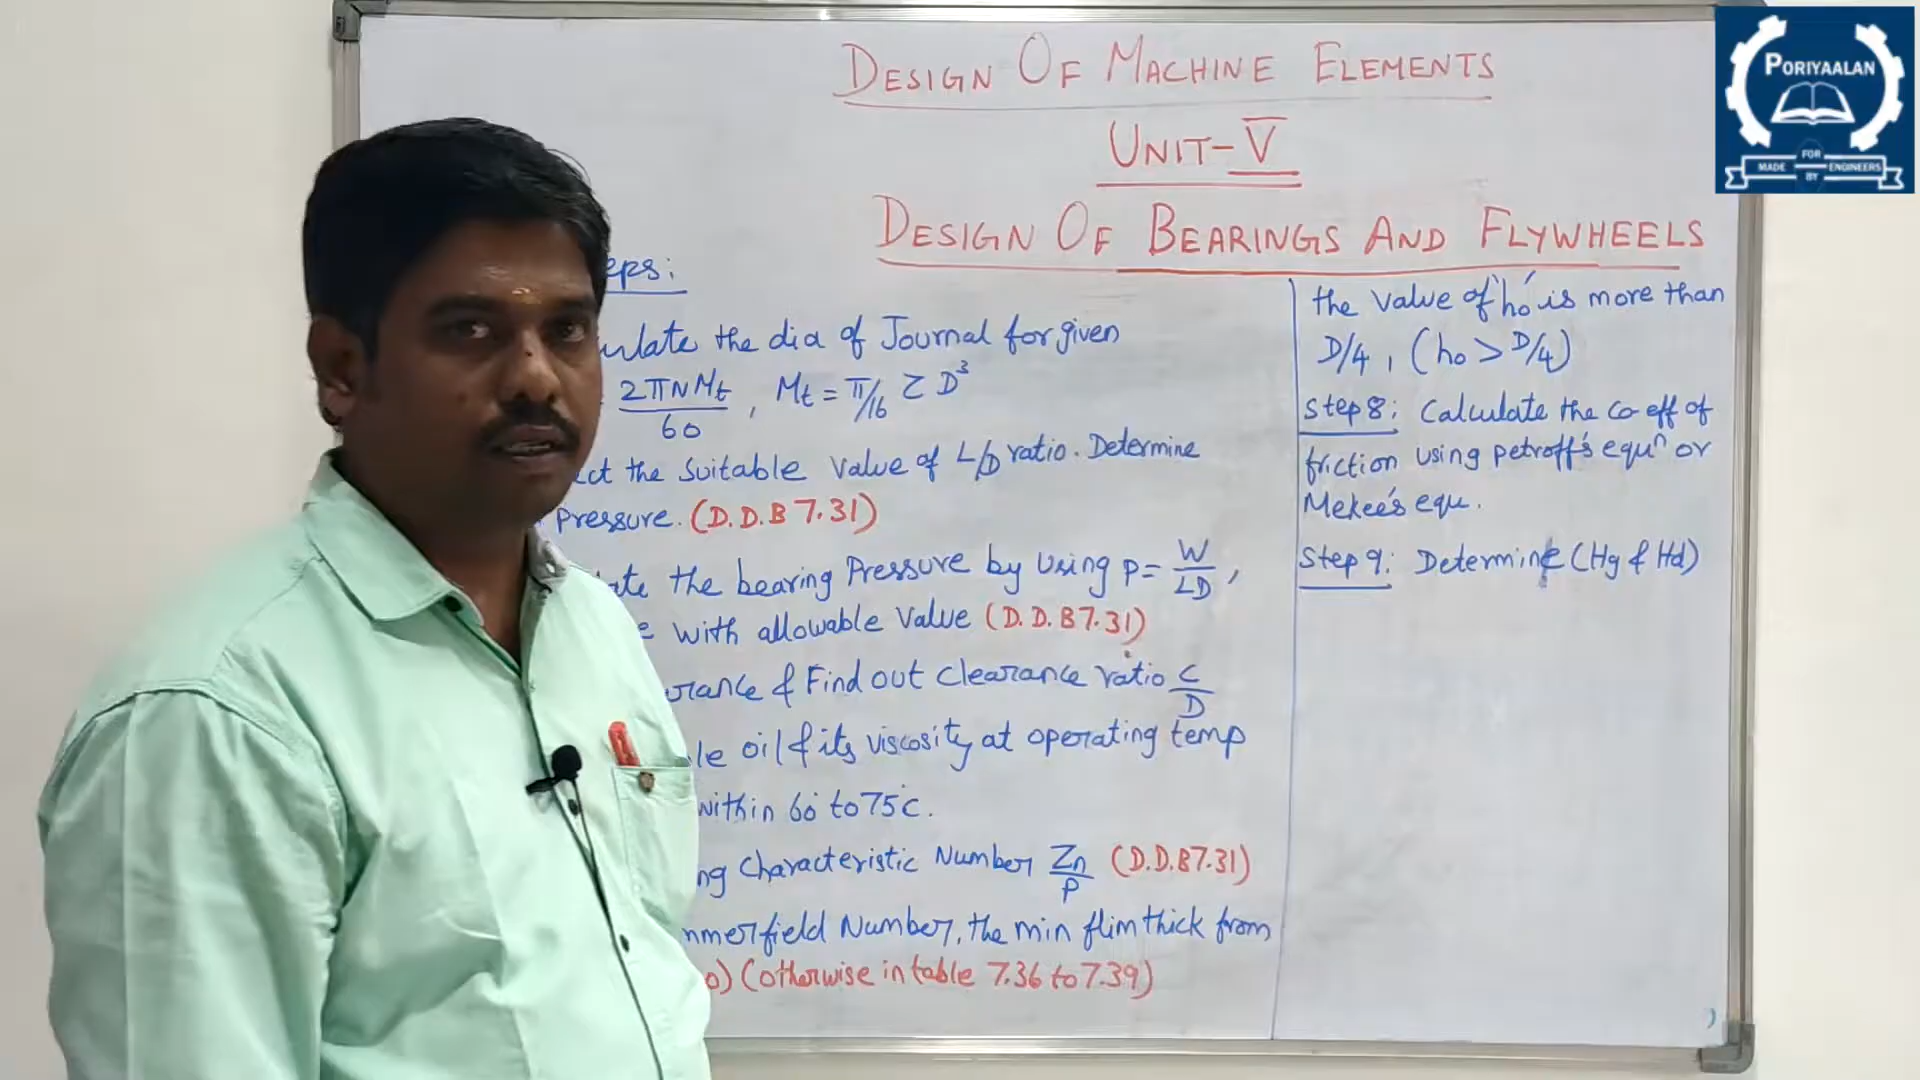 DESIGN OF MACHINE ELEMENTS
UNIT-V
DESIGN OF BEARINGS AND FLYWHEELS
eps:
ulate the dia of Journal for given
2πNMt/60, Mt = π/16 τ D³
ct the Suitable value of L/D ratio. Determine
Pressure. (D.D.B 7.31)
ate the bearing Pressure by Using P= W/LD,
e with allowable Value (D.D.B7.31)
rance & Find out Clearance ratio C/D
le oil & its viscosity at operating temp
within 60° to 75°c.
ng Characteristic Number Zn/P (D.D.B7.31)
mmerfield Number, the min flim thick from
o) (otherwise in table 7.36 to 7.39)
the value of 'ho' is more than
D/4, (ho > D/4)
Step 8: Calculate the co-eff of
friction using petroff's equⁿ or
Mekee's equ.
Step 9: Determine (Hg & Hd)
PORIYAALAN
MADE FOR BY ENGINEERS